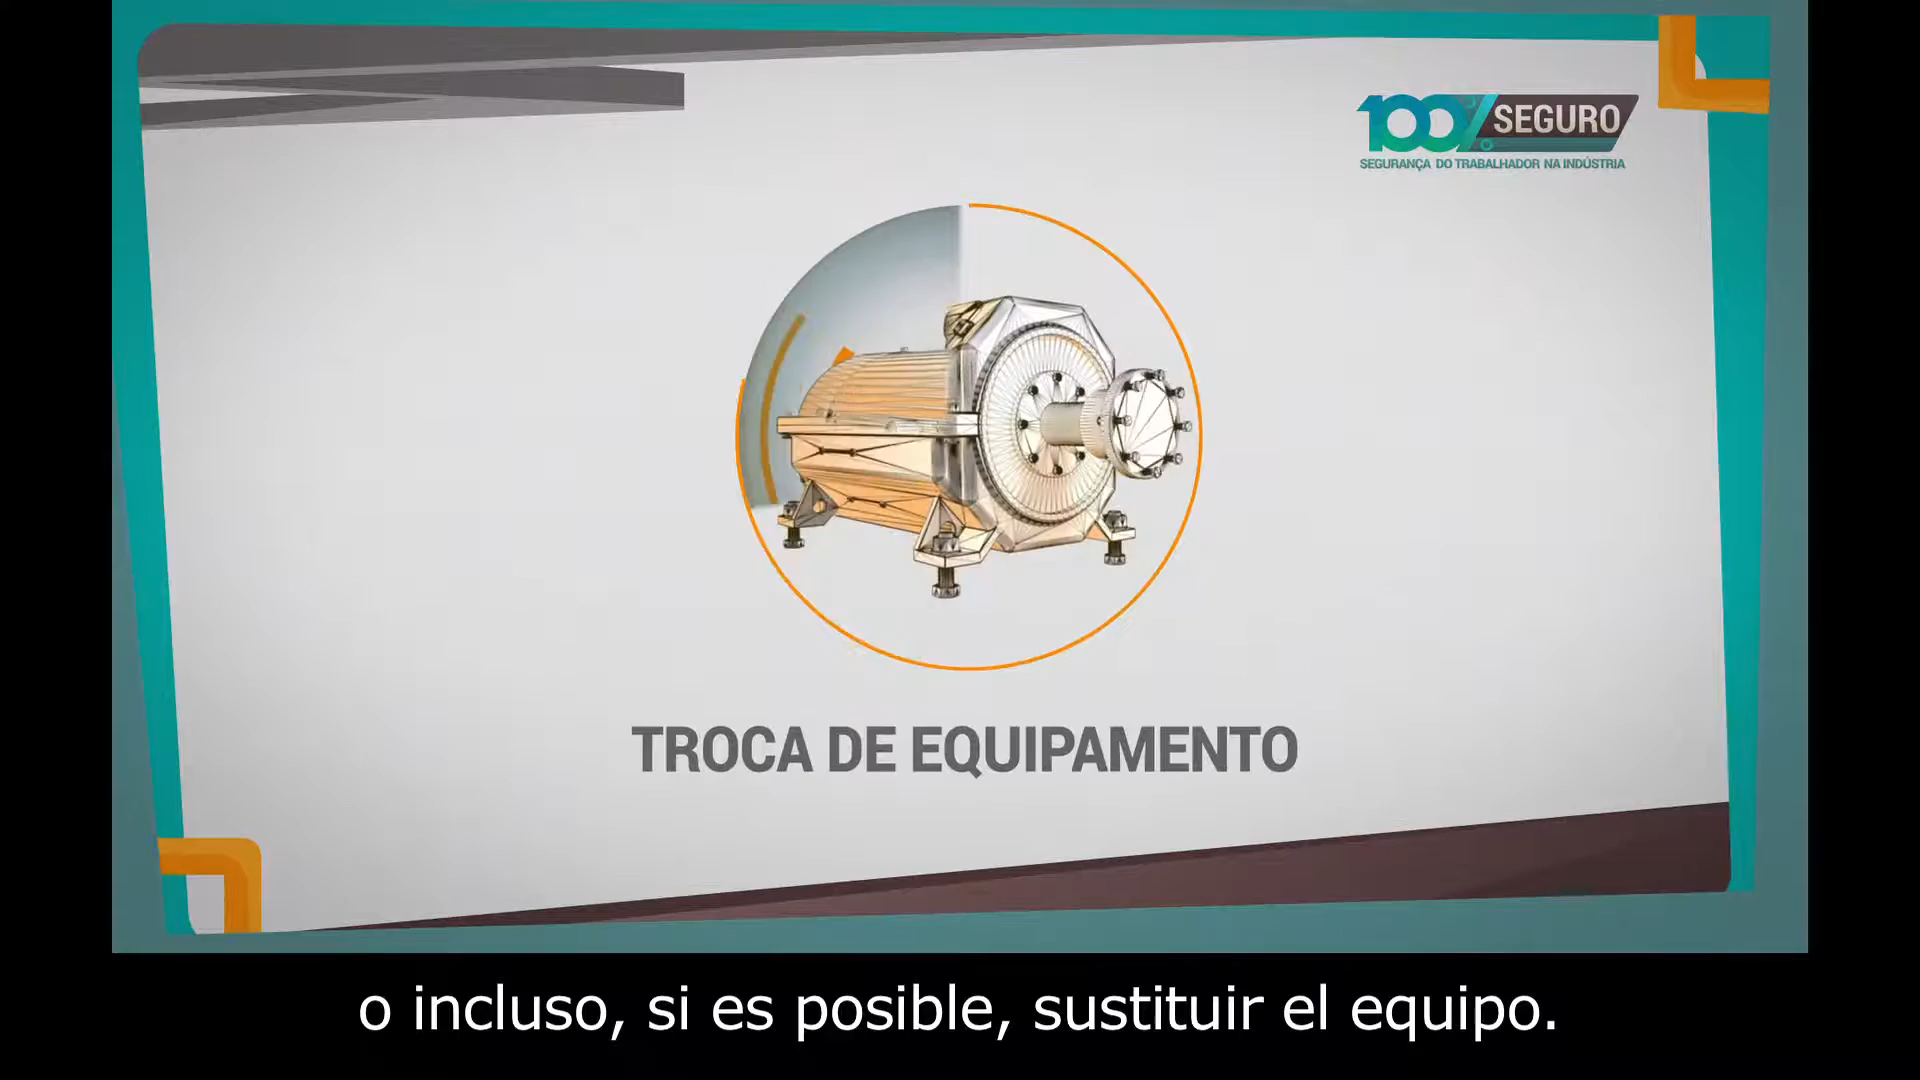 100% SEGURO
SEGURANÇA DO TRABALHADOR NA INDÚSTRIA
TROCA DE EQUIPAMENTO
o incluso, si es posible, sustituir el equipo.